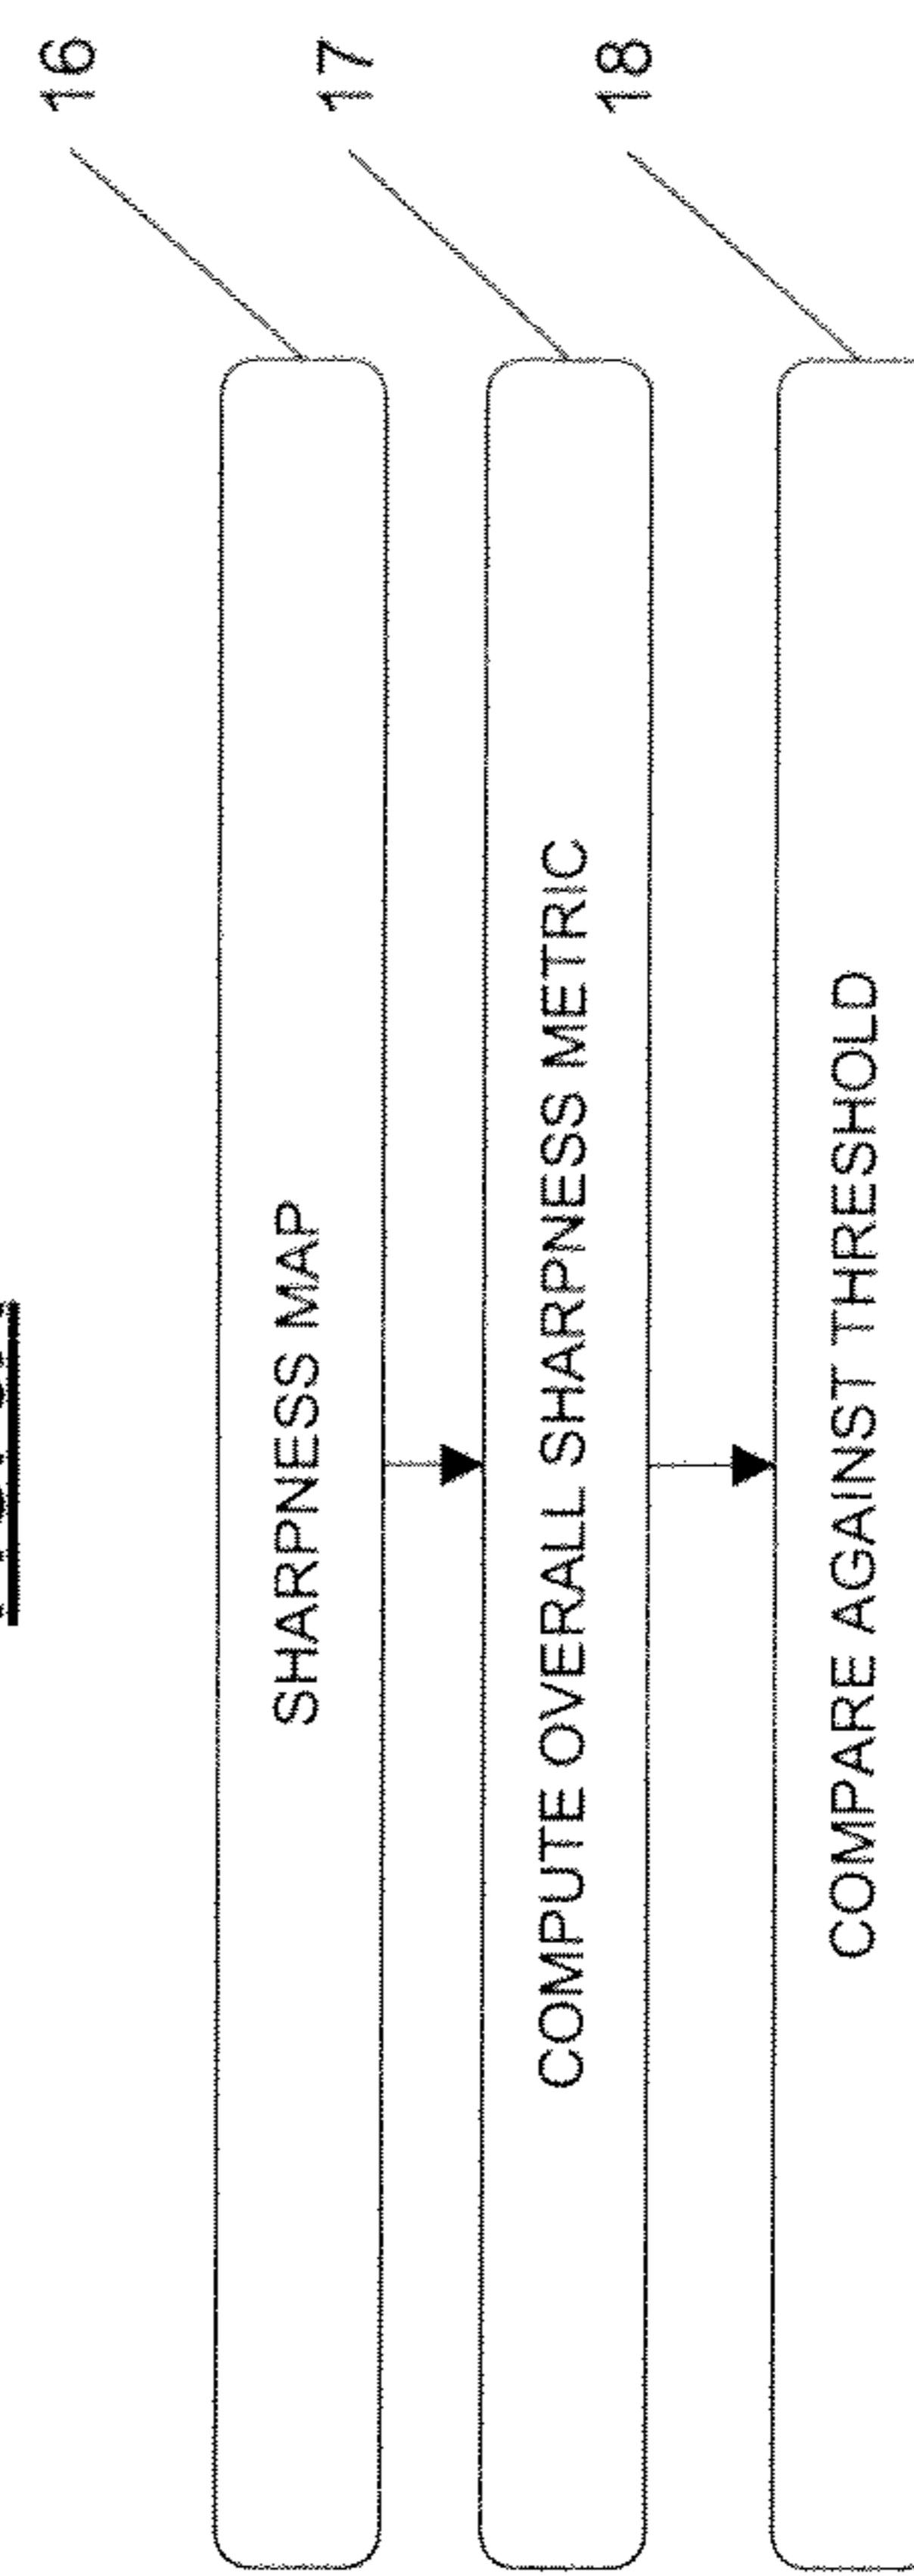 16
SHARPNESS MAP
17
COMPUTE OVERALL SHARPNESS METRIC
18
COMPARE AGAINST THRESHOLD